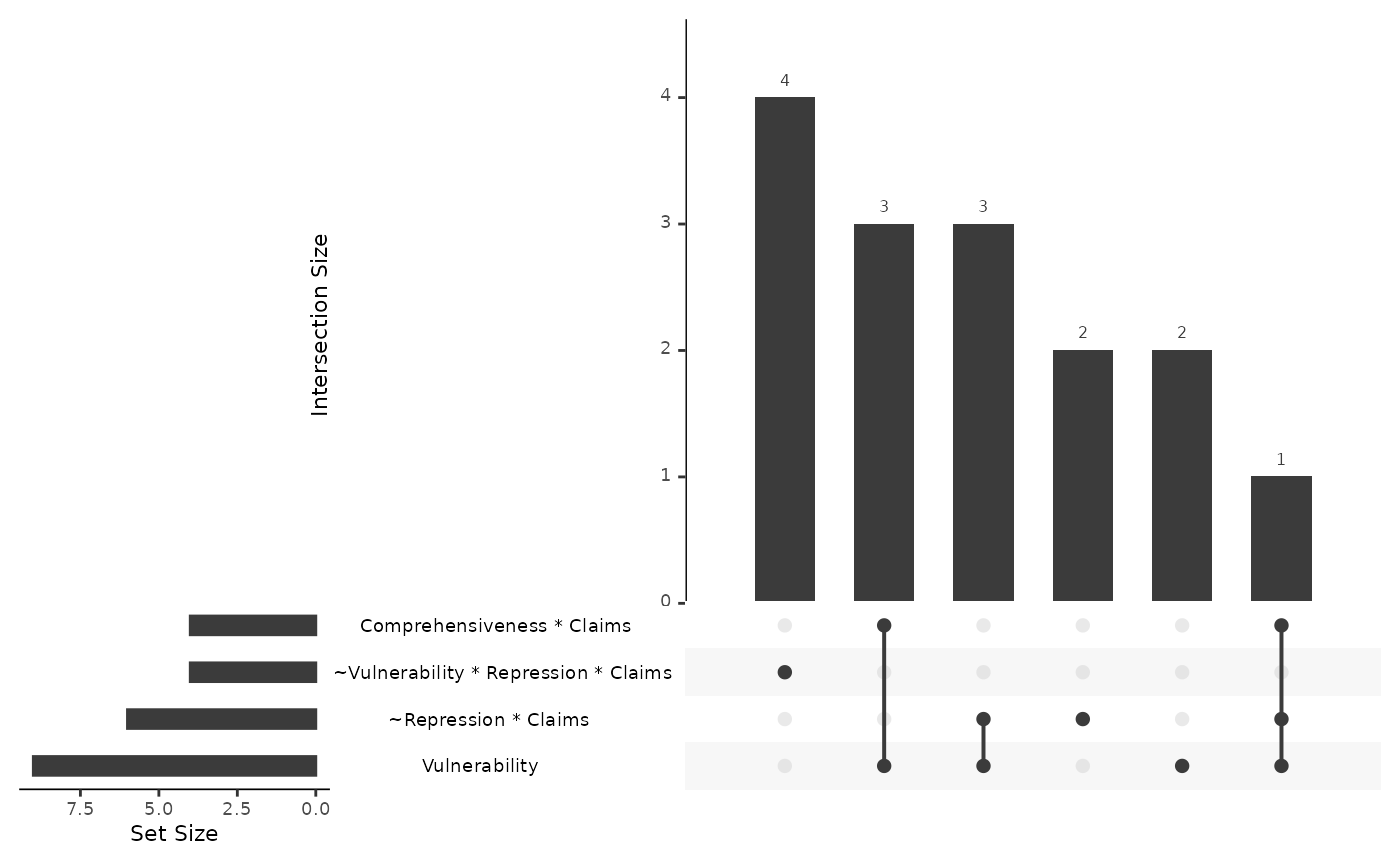 4
3
3
2
2
1
4
3
2
1
0
Intersection Size
Comprehensiveness * Claims
~Vulnerability * Repression * Claims
~Repression * Claims
Vulnerability
7.5 5.0 2.5 0.0
Set Size